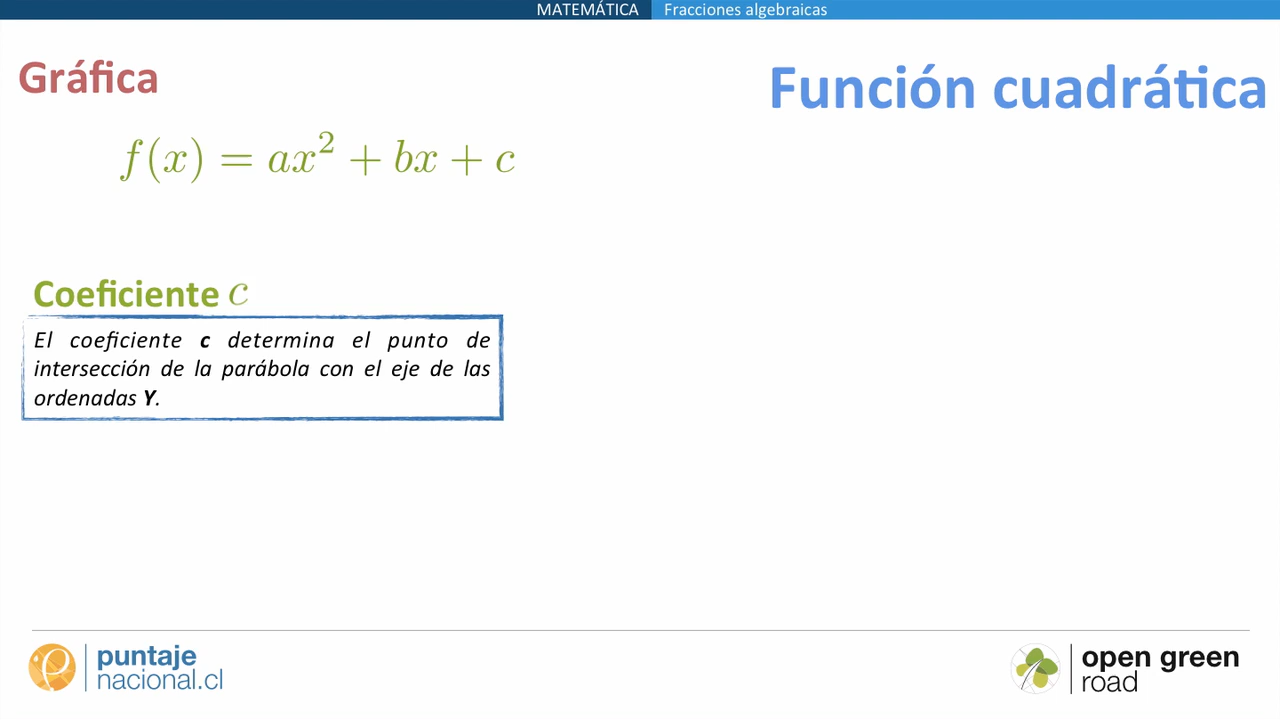 MATEMÁTICA Fracciones algebraicas
Gráfica
Función cuadrática
f(x) = ax² + bx + c
Coeficiente c
El coeficiente c determina el punto de
intersección de la parábola con el eje de las
ordenadas Y.
puntaje
nacional.cl
open green
road